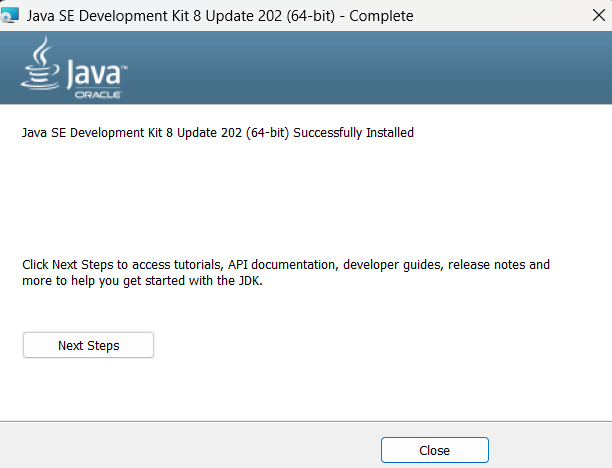 Java SE Development Kit 8 Update 202 (64-bit) - Complete
Java™
ORACLE
Java SE Development Kit 8 Update 202 (64-bit) Successfully Installed
Click Next Steps to access tutorials, API documentation, developer guides, release notes and
more to help you get started with the JDK.
Next Steps
Close